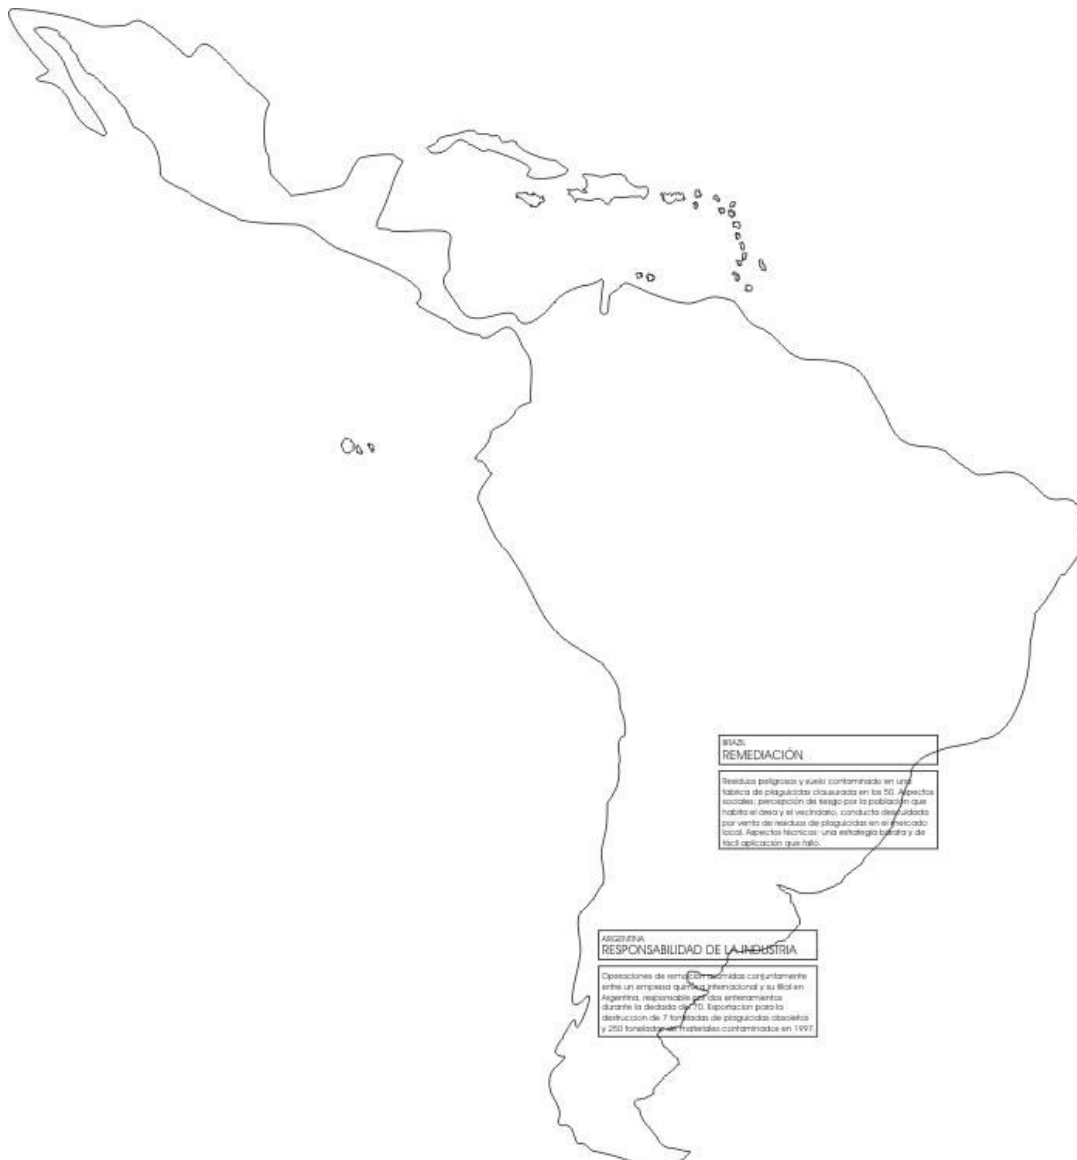 BRAZIL
REMEDIACIÓN
Residuos peligrosos y suelo contaminado en una
fabrica de plaguicidas clausurada en los 50. Aspectos
sociales: percepción de riesgo por la población que
habita el área y el vecindario, conducta descuidada
por venta de residuos de plaguicidas en el mercado
local. Aspectos técnicos: una estrategia barata y de
fácil aplicación que falló.
ARGENTINA
RESPONSABILIDAD DE LA INDUSTRIA
Operaciones de remoción asumidas conjuntamente
entre un empresa química internacional y su filial en
Argentina, responsable por dos enterramientos
durante la dedada de 70. Exportacion para la
destruccion de 7 toneladas de plaguicidas obsoletos
y 250 toneladas de materiales contaminados en 1997.